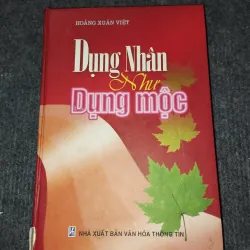 HOÀNG XUÂN VIỆT
Dụng Nhân
Như
Dụng mộc
NHÀ XUẤT BẢN VĂN HÓA THÔNG TIN